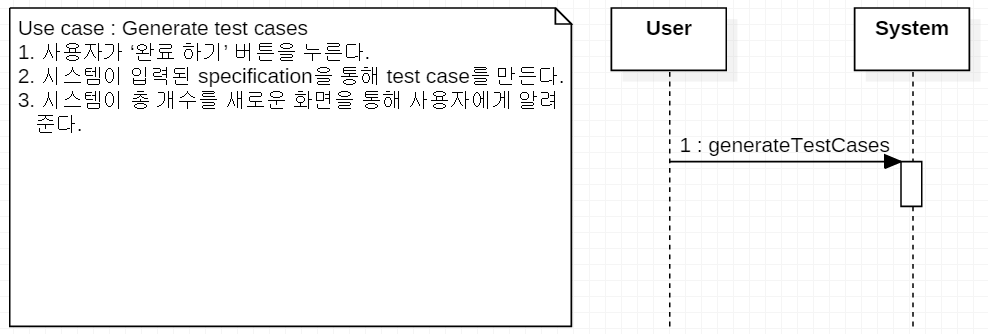 Use case : Generate test cases
1. 사용자가 ‘완료 하기’ 버튼을 누른다.
2. 시스템이 입력된 specification을 통해 test case를 만든다.
3. 시스템이 총 개수를 새로운 화면을 통해 사용자에게 알려
준다.
User
System
1 : generateTestCases